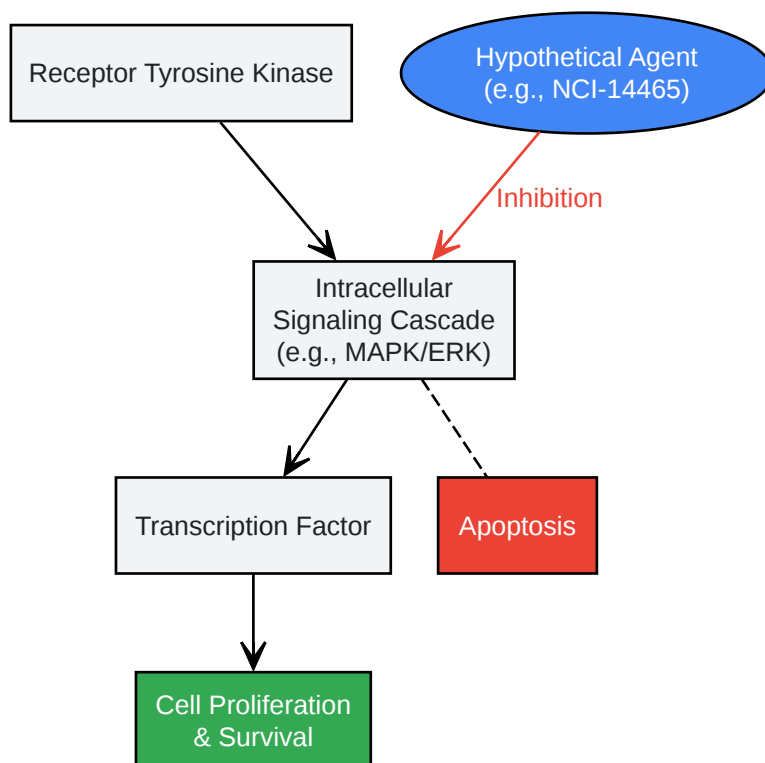 Receptor Tyrosine Kinase
Hypothetical Agent
(e.g., NCI-14465)
Inhibition
Intracellular
Signaling Cascade
(e.g., MAPK/ERK)
Transcription Factor
Apoptosis
Cell Proliferation
& Survival